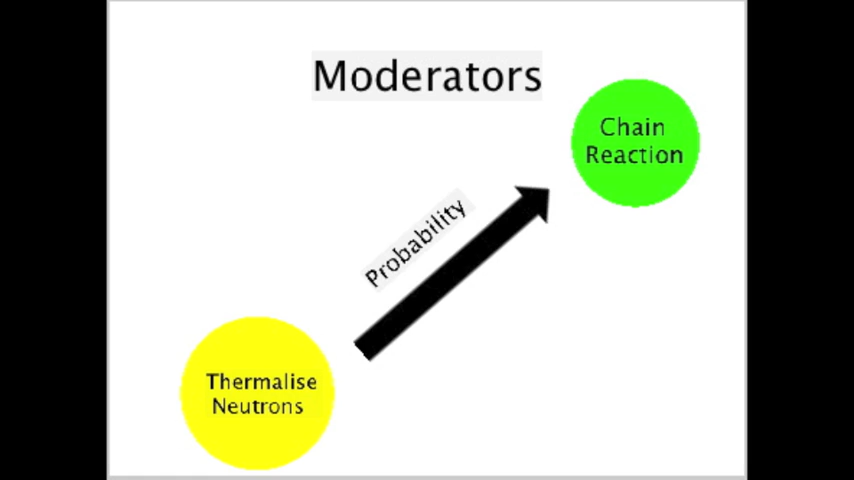 Moderators
Chain
Reaction
Probability
Thermalise
Neutrons